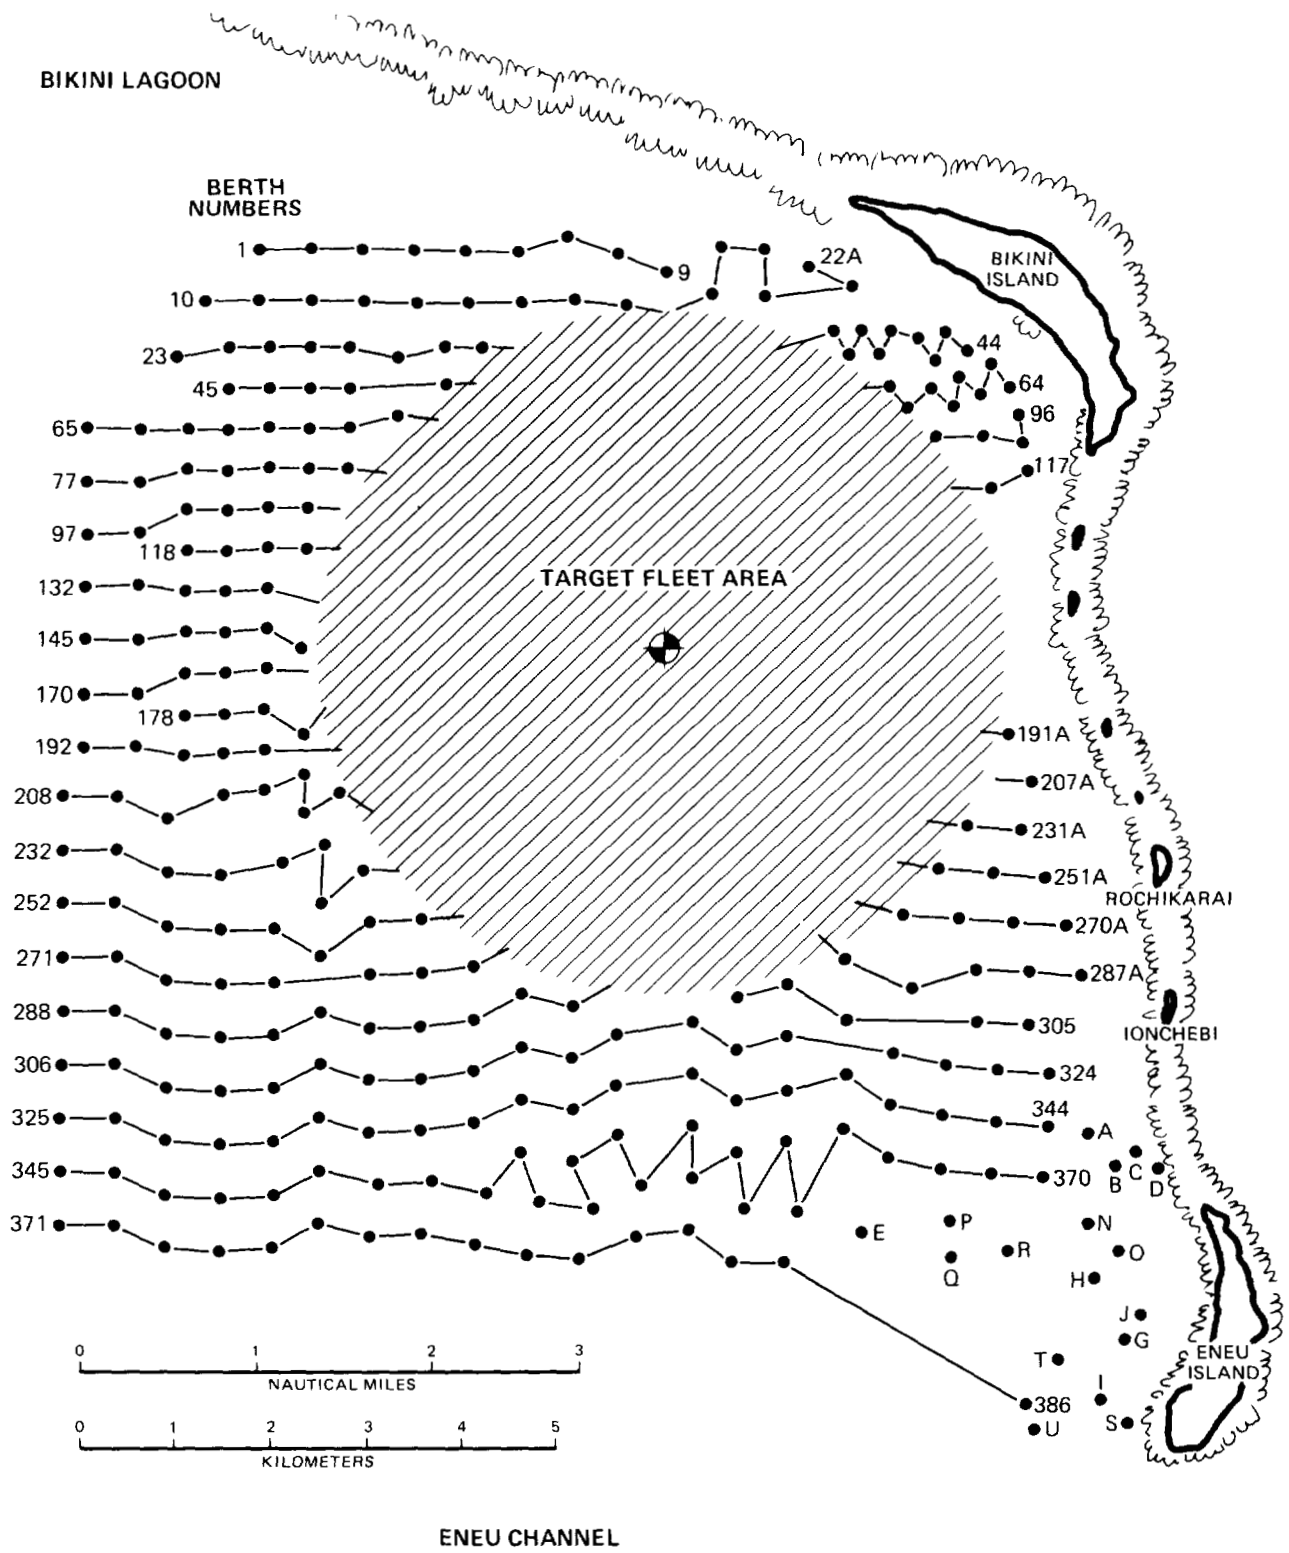 BIKINI LAGOON
BERTH
NUMBERS
1
9
22A
BIKINI
ISLAND
10
23
44
45
64
65
96
77
117
97
118
TARGET FLEET AREA
132
145
170
178
192
191A
208
207A
232
231A
252
251A
ROCHIKARAI
271
270A
287A
288
305
IONCHEBI
306
324
325
344
A
345
370
B
C
D
371
E
P
N
Q
R
O
H
J
G
T
ENEU
ISLAND
I
386
S
U
0 1 2 3
NAUTICAL MILES
0 1 2 3 4 5
KILOMETERS
ENEU CHANNEL